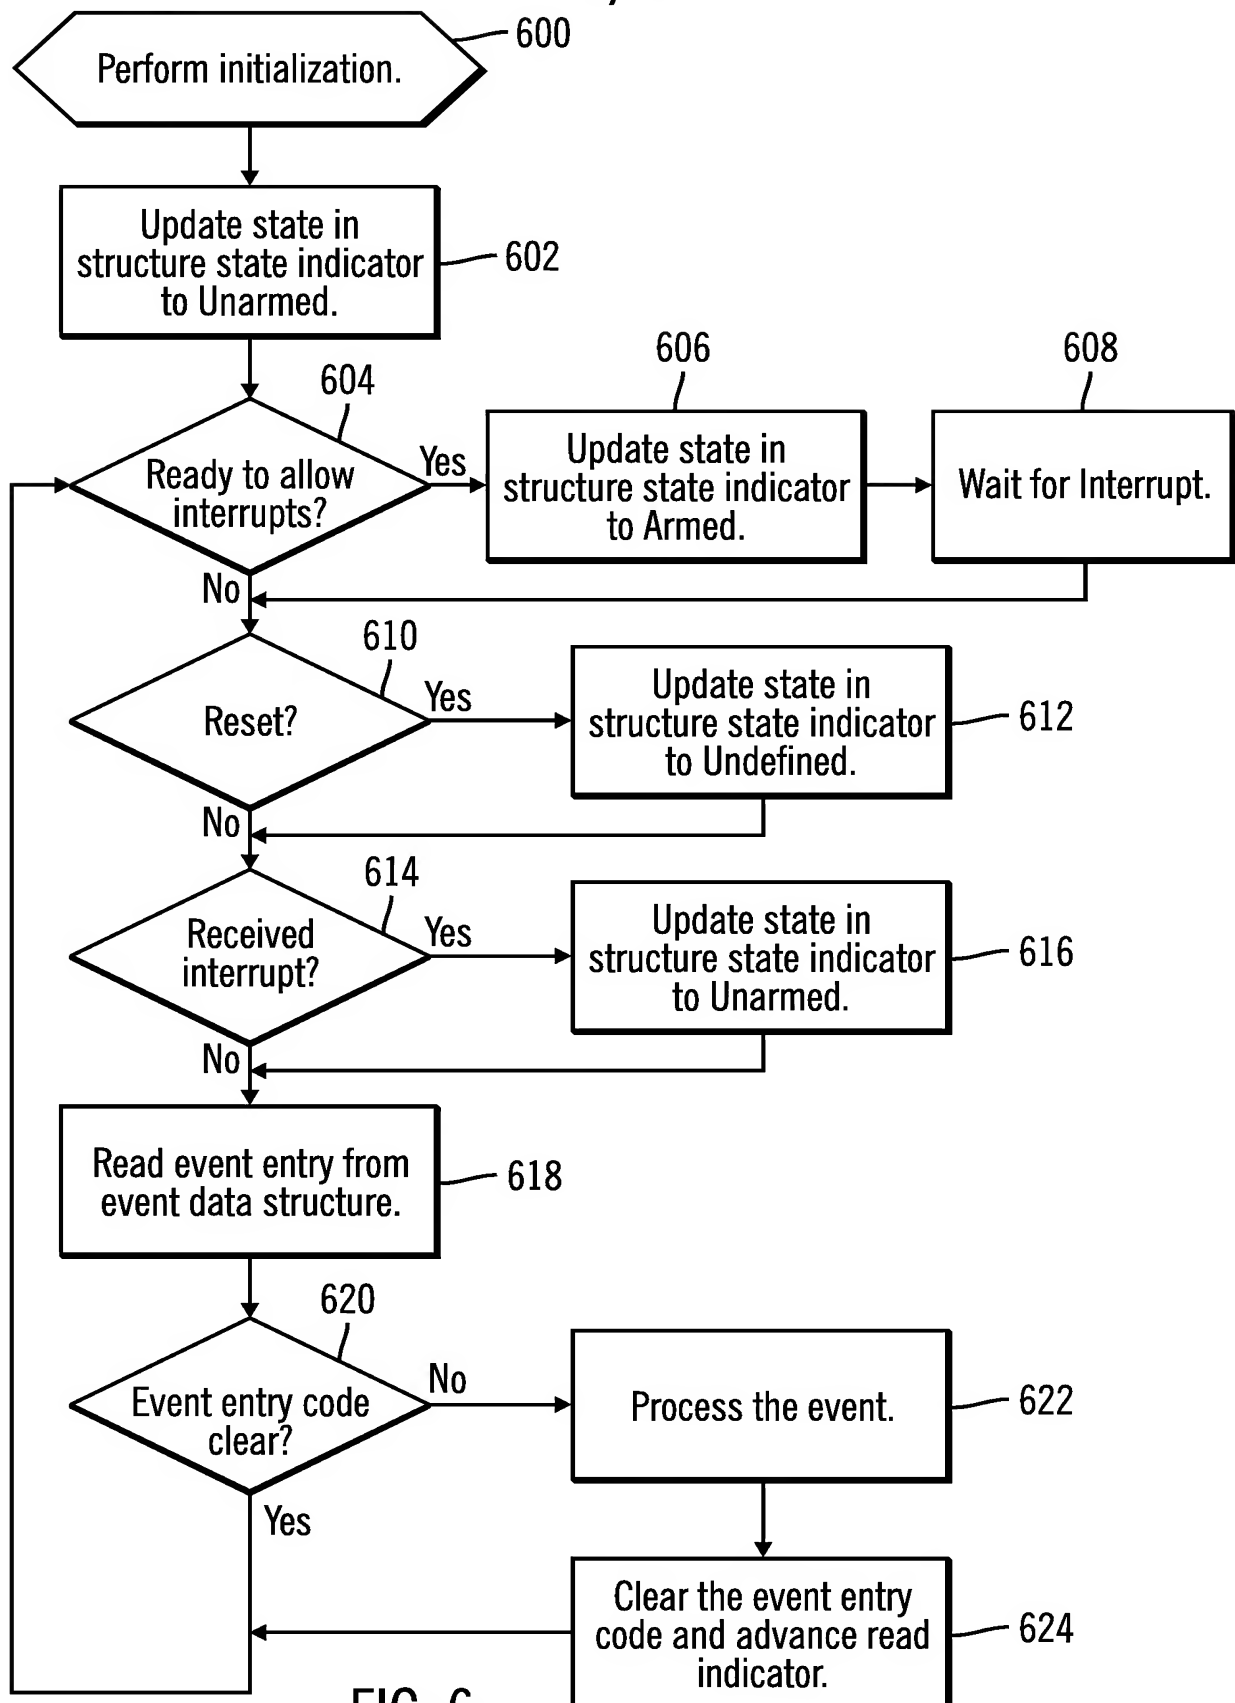 600
Perform initialization.
Update state in
structure state indicator
to Unarmed.
602
604
Ready to allow
interrupts?
Yes
No
606
Update state in
structure state indicator
to Armed.
608
Wait for Interrupt.
610
Reset?
Yes
No
Update state in
structure state indicator
to Undefined.
612
614
Received
interrupt?
Yes
No
Update state in
structure state indicator
to Unarmed.
616
Read event entry from
event data structure.
618
620
Event entry code
clear?
No
Yes
Process the event.
622
Clear the event entry
code and advance read
indicator.
624
FIG. 6